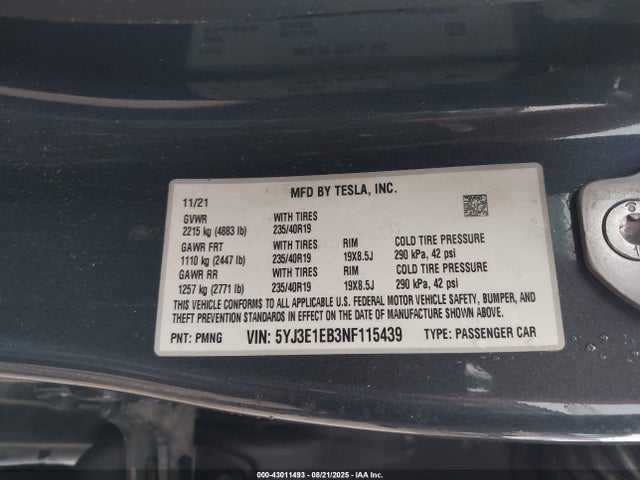 MFD BY TESLA, INC.
11/21
GVWR WITH TIRES
2215 kg (4883 lb) 235/40R19
GAWR FRT WITH TIRES RIM COLD TIRE PRESSURE
1110 kg (2447 lb) 235/40R19 19X8.5J 290 kPa, 42 psi
GAWR RR WITH TIRES RIM COLD TIRE PRESSURE
1257 kg (2771 lb) 235/40R19 19X8.5J 290 kPa, 42 psi
THIS VEHICLE CONFORMS TO ALL APPLICABLE U.S. FEDERAL MOTOR VEHICLE SAFETY, BUMPER, AND
THEFT PREVENTION STANDARDS IN EFFECT ON THE DATE OF MANUFACTURE SHOWN ABOVE.
PNT: PMNG VIN: 5YJ3E1EB3NF115439 TYPE: PASSENGER CAR
000-43011493 - 08/21/2025 - IAA Inc.